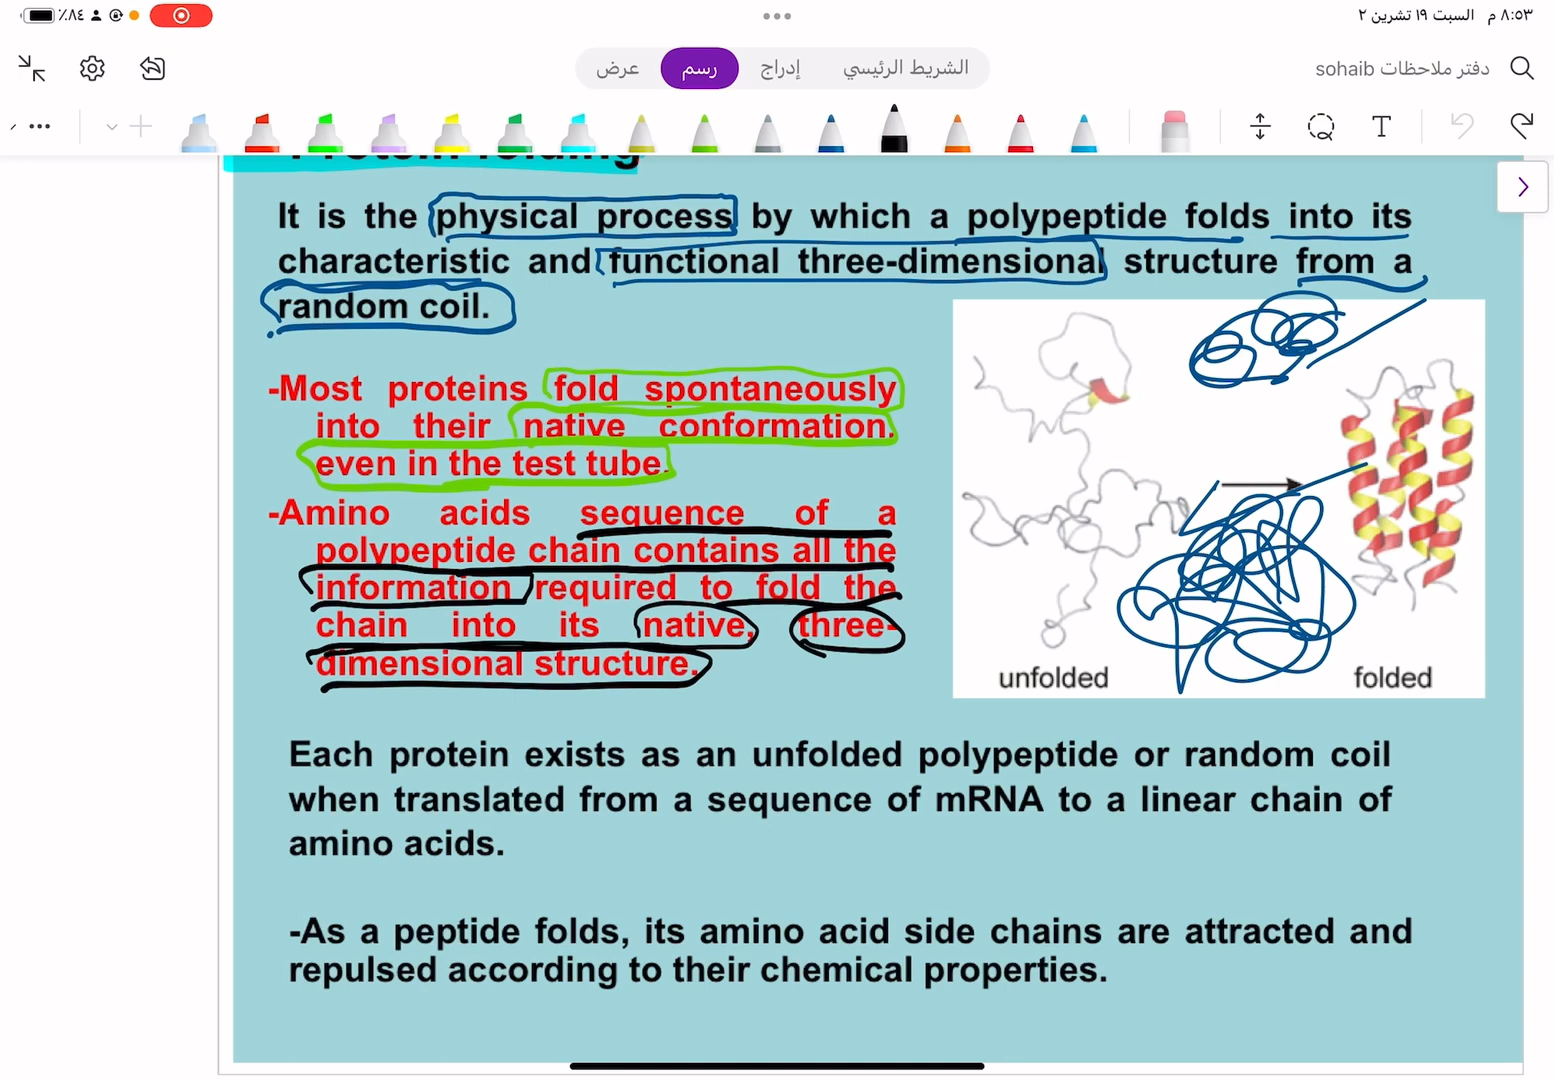 ٪٨٤
٨:٥٣ م السبت ١٩ تشرين ٢
الشريط الرئيسي
إدراج
رسم
عرض
دفتر ملاحظات sohaib
T
Protein folding
It is the physical process by which a polypeptide folds into its
characteristic and functional three-dimensional structure from a
random coil.
-Most proteins fold spontaneously
into their native conformation.
even in the test tube.
-Amino acids sequence of a
polypeptide chain contains all the
information required to fold the
chain into its native, three-
dimensional structure.
unfolded
folded
Each protein exists as an unfolded polypeptide or random coil
when translated from a sequence of mRNA to a linear chain of
amino acids.
-As a peptide folds, its amino acid side chains are attracted and
repulsed according to their chemical properties.